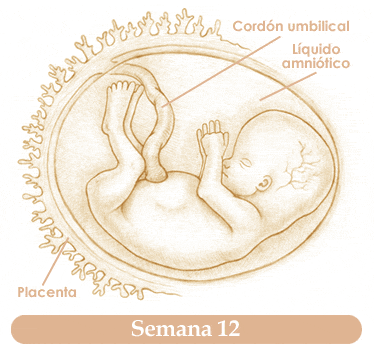 Cordón umbilical
Líquido
amniótico
Placenta
Semana 12